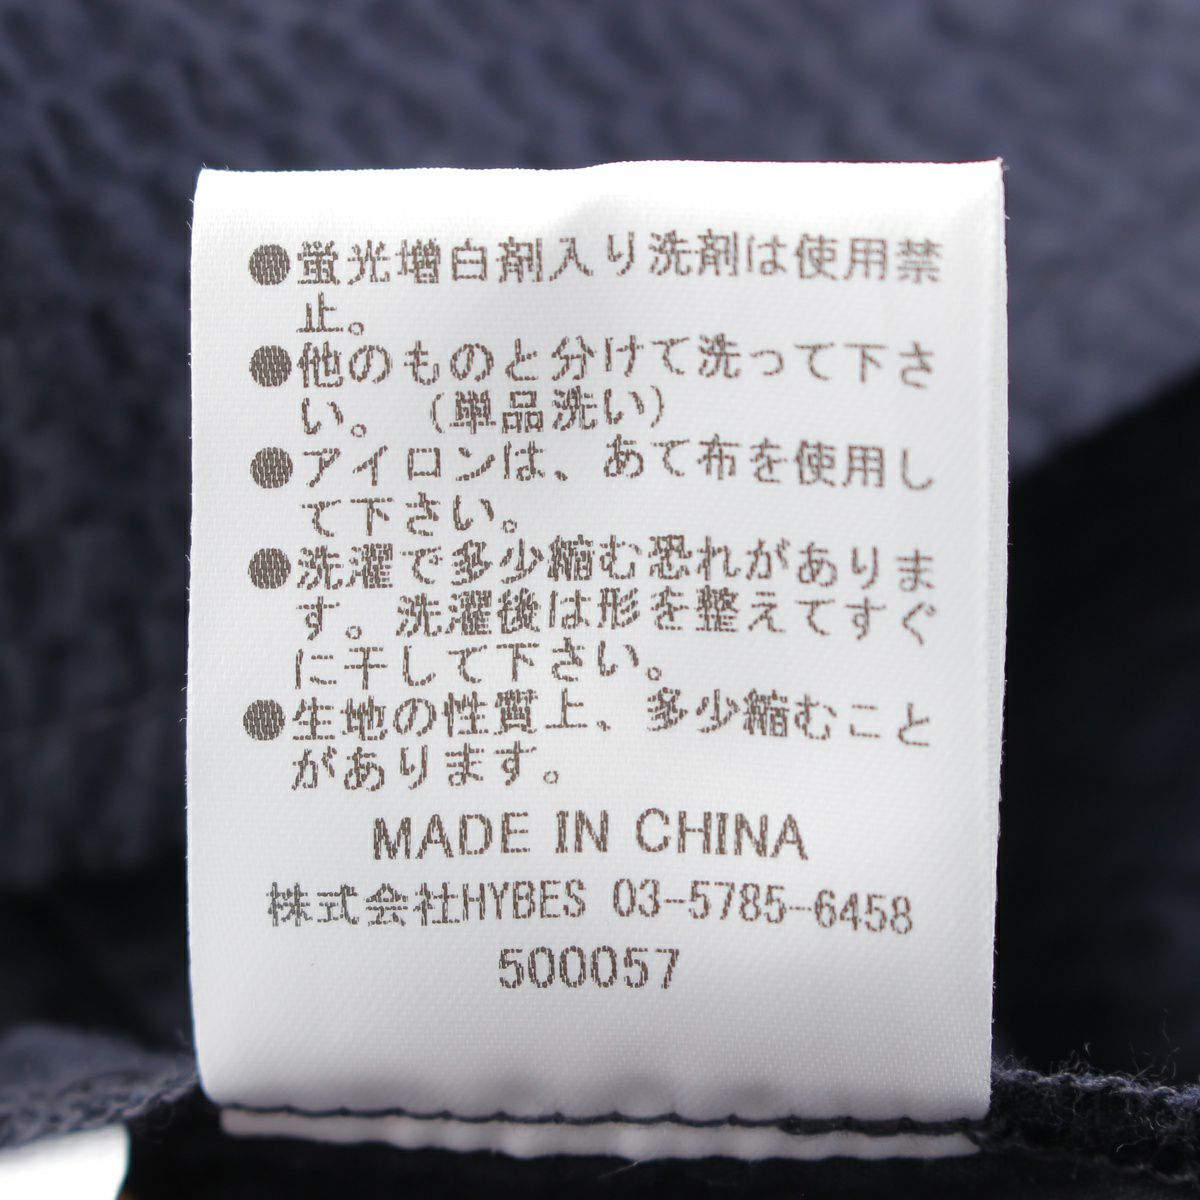 ●蛍光増白剤入り洗剤は使用禁
止。
●他のものと分けて洗って下さ
い。（単品洗い）
●アイロンは、あて布を使用し
て下さい。
●洗濯で多少縮む恐れがありま
す。洗濯後は形を整えてすぐ
に干して下さい。
●生地の性質上、多少縮むこと
があります。
MADE IN CHINA
株式会社HYBES 03-5785-6458
500057